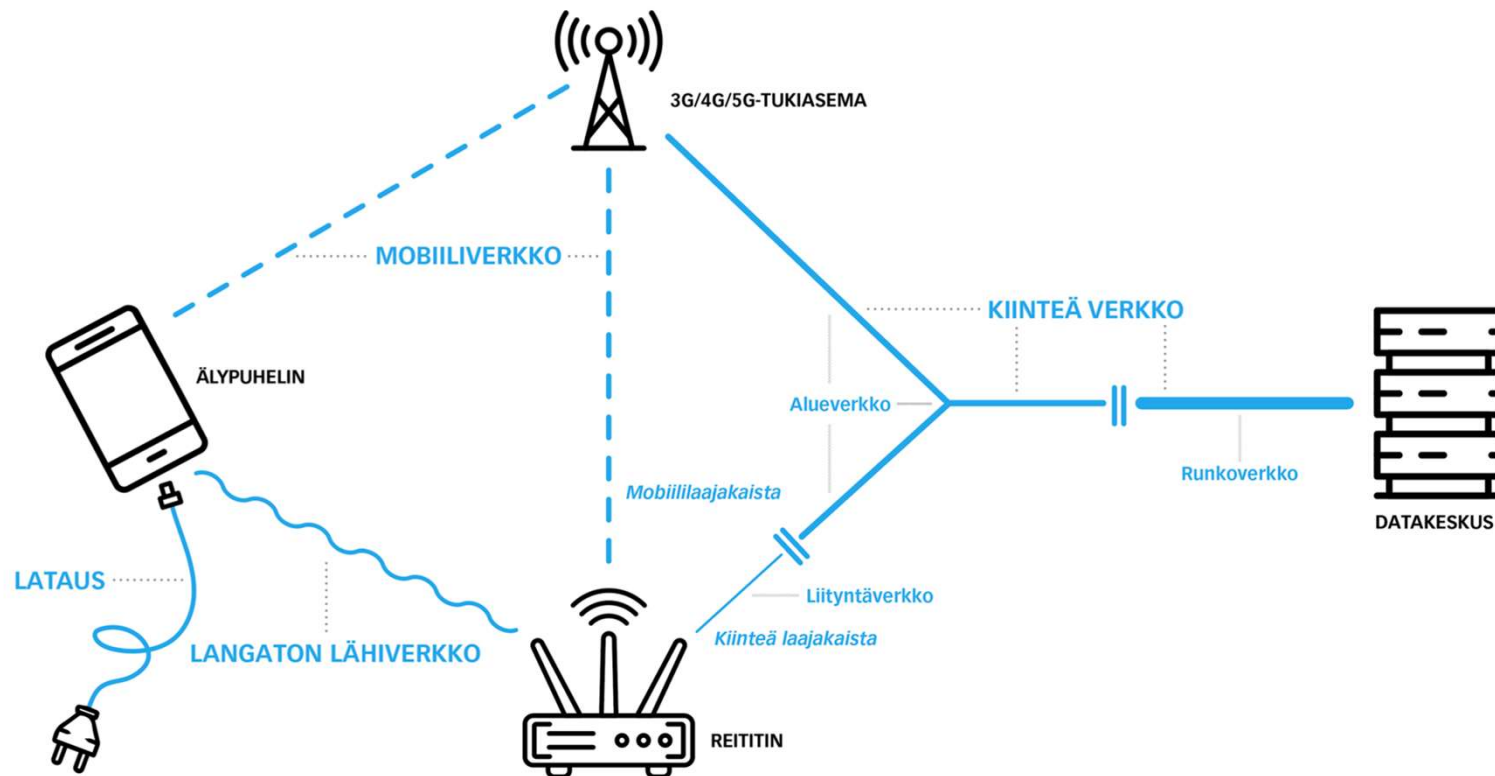 3G/4G/5G-TUKIASEMA
MOBIILIVERKKO
KIINTEÄ VERKKO
ÄLYPUHELIN
Alueverkko
Runkoverkko
Mobiililaajakaista
DATAKESKUS
LATAUS
Liityntäverkko
Kiinteä laajakaista
LANGATON LÄHIVERKKO
REITITIN